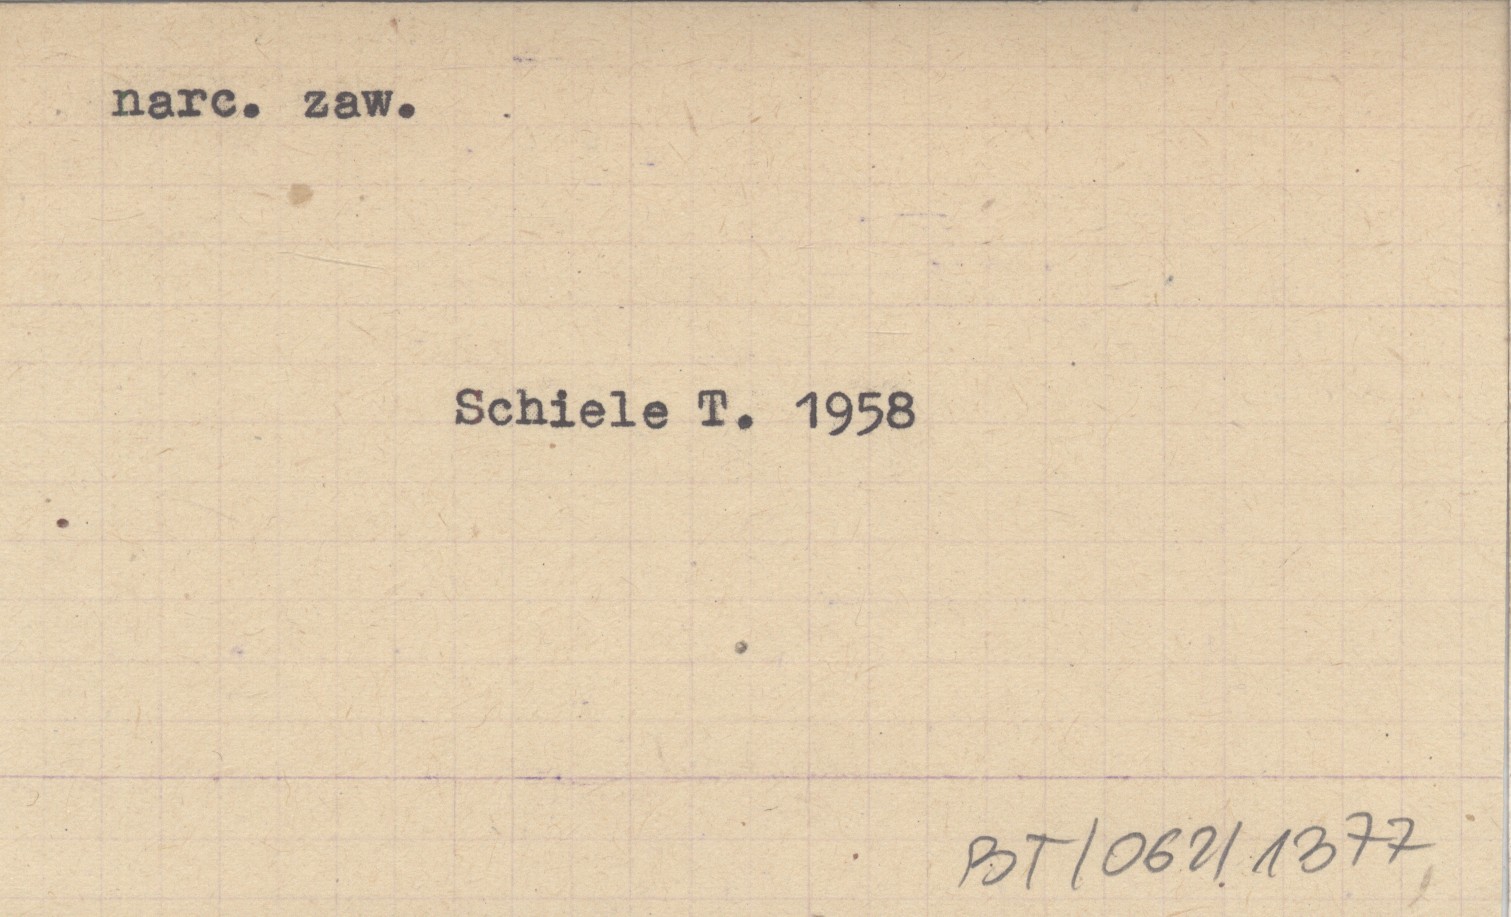 narc. zaw.
Schiele T. 1958
BT/062/1377